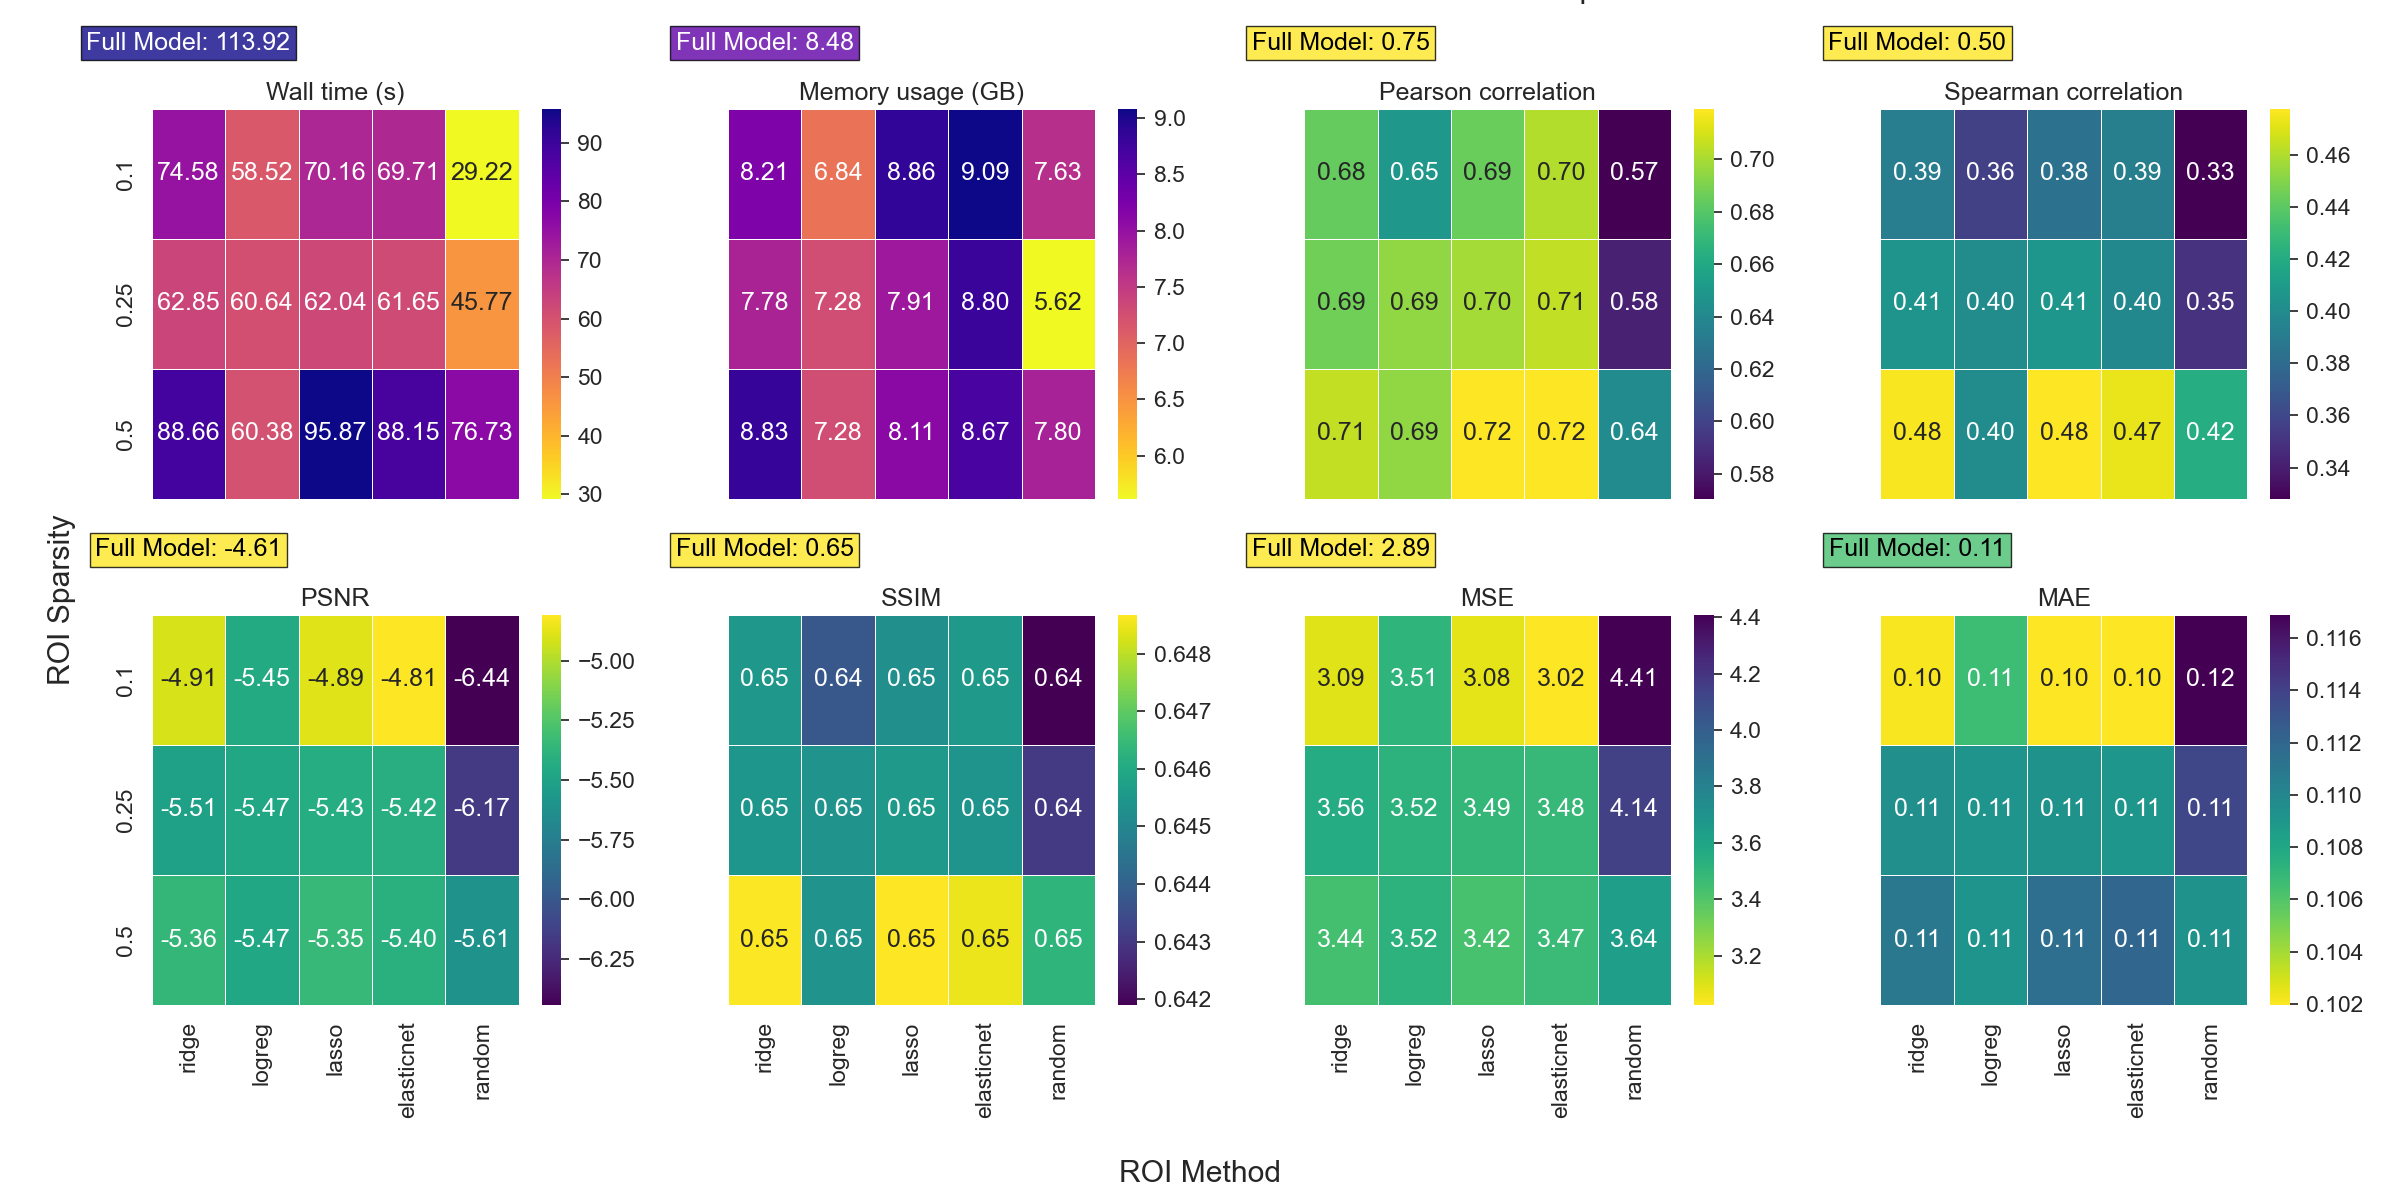 Full Model: 113.92
Full Model: 8.48
Full Model: 0.75
Full Model: 0.50
Wall time (s)
Memory usage (GB)
Pearson correlation
Spearman correlation
0.1
74.58 58.52 70.16 69.71 29.22
0.25
62.85 60.64 62.04 61.65 45.77
0.5
88.66 60.38 95.87 88.15 76.73
90
80
70
60
50
40
30
8.21 6.84 8.86 9.09 7.63
7.78 7.28 7.91 8.80 5.62
8.83 7.28 8.11 8.67 7.80
9.0
8.5
8.0
7.5
7.0
6.5
6.0
0.68 0.65 0.69 0.70 0.57
0.69 0.69 0.70 0.71 0.58
0.71 0.69 0.72 0.72 0.64
0.70
0.68
0.66
0.64
0.62
0.60
0.58
0.39 0.36 0.38 0.39 0.33
0.41 0.40 0.41 0.40 0.35
0.48 0.40 0.48 0.47 0.42
0.46
0.44
0.42
0.40
0.38
0.36
0.34
ROI Sparsity
Full Model: -4.61
Full Model: 0.65
Full Model: 2.89
Full Model: 0.11
PSNR
SSIM
MSE
MAE
0.1
-4.91 -5.45 -4.89 -4.81 -6.44
0.25
-5.51 -5.47 -5.43 -5.42 -6.17
0.5
-5.36 -5.47 -5.35 -5.40 -5.61
−5.00
−5.25
−5.50
−5.75
−6.00
−6.25
0.65 0.64 0.65 0.65 0.64
0.65 0.65 0.65 0.65 0.64
0.65 0.65 0.65 0.65 0.65
0.648
0.647
0.646
0.645
0.644
0.643
0.642
3.09 3.51 3.08 3.02 4.41
3.56 3.52 3.49 3.48 4.14
3.44 3.52 3.42 3.47 3.64
4.4
4.2
4.0
3.8
3.6
3.4
3.2
0.10 0.11 0.10 0.10 0.12
0.11 0.11 0.11 0.11 0.11
0.11 0.11 0.11 0.11 0.11
0.116
0.114
0.112
0.110
0.108
0.106
0.104
0.102
ridge logreg lasso elasticnet random
ridge logreg lasso elasticnet random
ridge logreg lasso elasticnet random
ridge logreg lasso elasticnet random
ROI Method